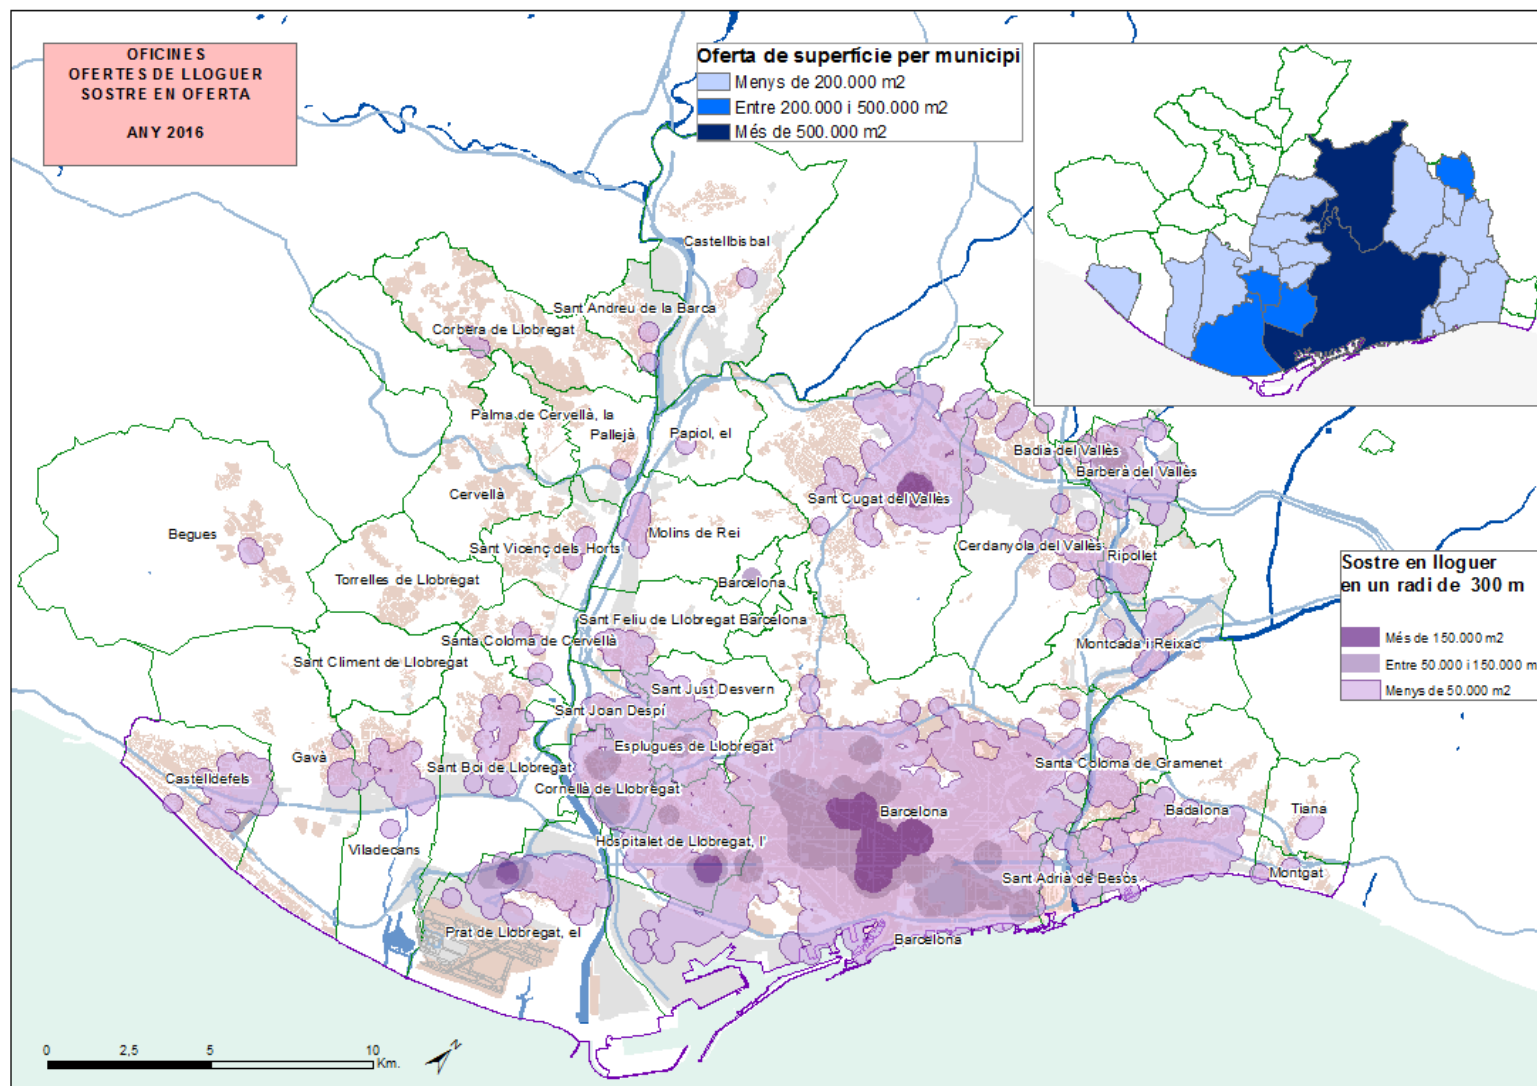 OFICINES
OFERTES DE LLOGUER
SOSTRE EN OFERTA
ANY 2016
Oferta de superfície per municipi
Menys de 200.000 m2
Entre 200.000 i 500.000 m2
Més de 500.000 m2
Castellbisbal
Sant Andreu de la Barca
Corbera de Llobregat
Palma de Cervellà, la
Pallejà
Papiol, el
Badia del Vallès
Barberà del Vallès
Cervellà
Sant Cugat del Vallès
Begues
Molins de Rei
Sant Vicenç dels Horts
Cerdanyola del Vallès
Ripollet
Torrelles de Llobregat
Barcelona
Sostre en lloguer
en un radi de 300 m
Més de 150.000 m2
Entre 50.000 i 150.000 m
Menys de 50.000 m2
Sant Feliu de Llobregat Barcelona
Santa Coloma de Cervellà
Montcada i Reixac
Sant Climent de Llobregat
Sant Just Desvern
Sant Joan Despí
Esplugues de Llobregat
Gavà
Sant Boi de Llobregat
Santa Coloma de Gramenet
Castelldefels
Cornellà de Llobregat
Barcelona
Badalona
Tiana
Viladecans
Hospitalet de Llobregat, l'
Sant Adrià de Besòs
Montgat
Prat de Llobregat, el
Barcelona
0 2,5 5 10
Km.
N